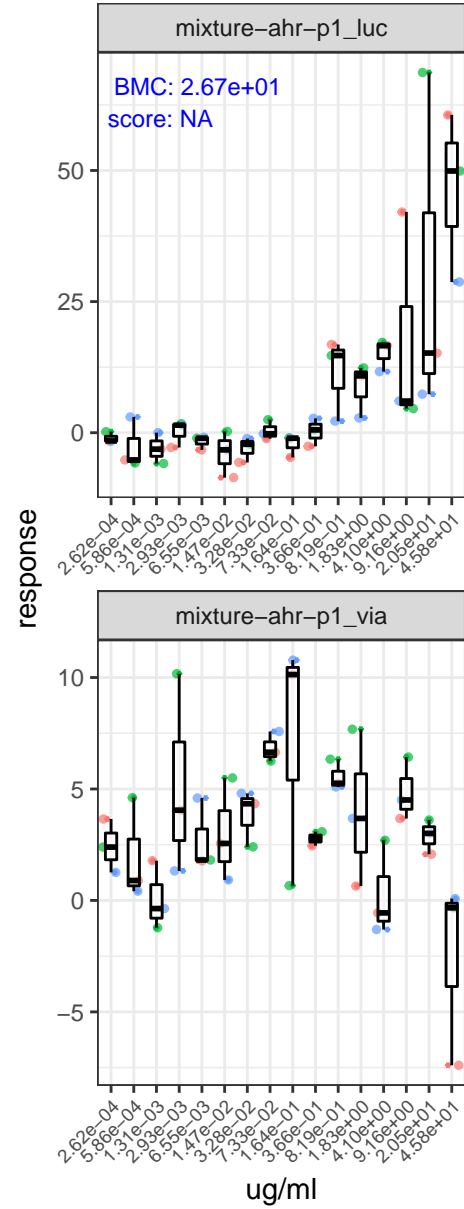 mixture−ahr−p1_luc
BMC: 2.67e+01
score: NA
50
25
0
2.62e−04
5.86e−04
1.31e−03
2.93e−03
6.55e−03
1.47e−02
3.28e−02
7.33e−02
1.64e−01
3.66e−01
8.19e−01
1.83e+00
4.10e+00
9.16e+00
2.05e+01
4.58e+01
response
mixture−ahr−p1_via
10
5
0
−5
2.62e−04
5.86e−04
1.31e−03
2.93e−03
6.55e−03
1.47e−02
3.28e−02
7.33e−02
1.64e−01
3.66e−01
8.19e−01
1.83e+00
4.10e+00
9.16e+00
2.05e+01
4.58e+01
ug/ml